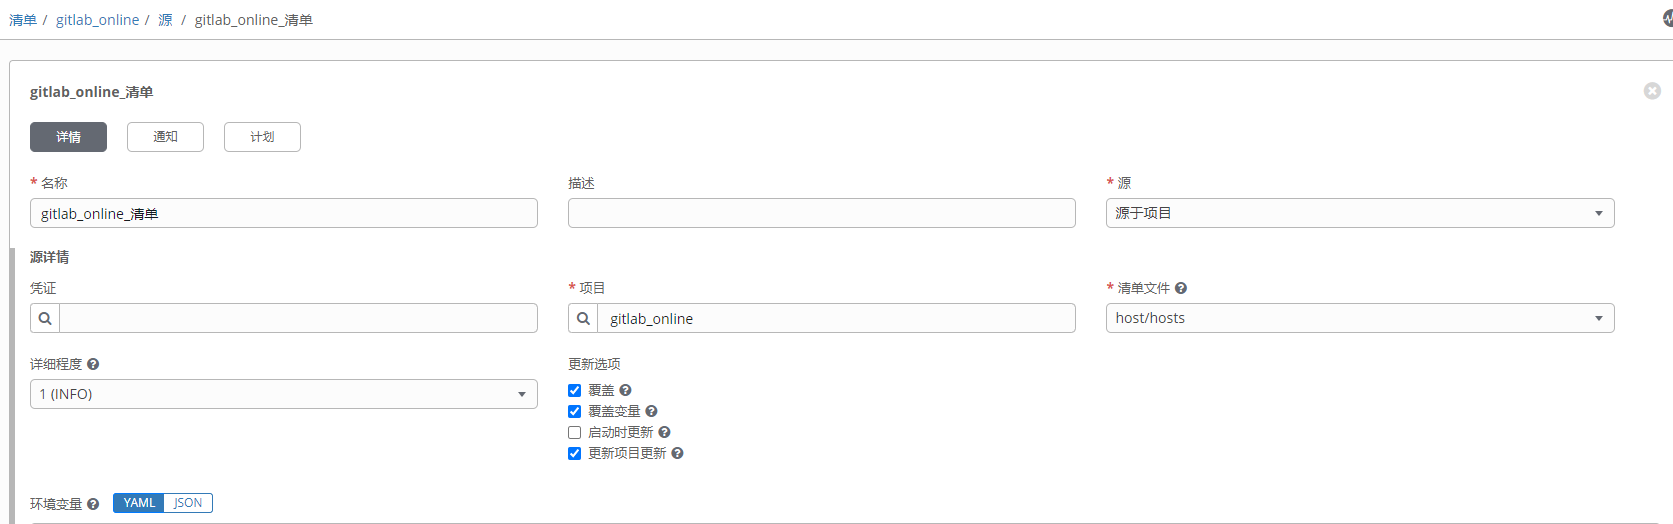 清单 / gitlab_online / 源 / gitlab_online_清单
gitlab_online_清单
详情 通知 计划
* 名称 描述 * 源
gitlab_online_清单 源于项目
源详情
凭证 * 项目 * 清单文件
gitlab_online host/hosts
详细程度 更新选项
1 (INFO) 覆盖
覆盖变量
启动时更新
更新项目更新
环境变量 YAML JSON